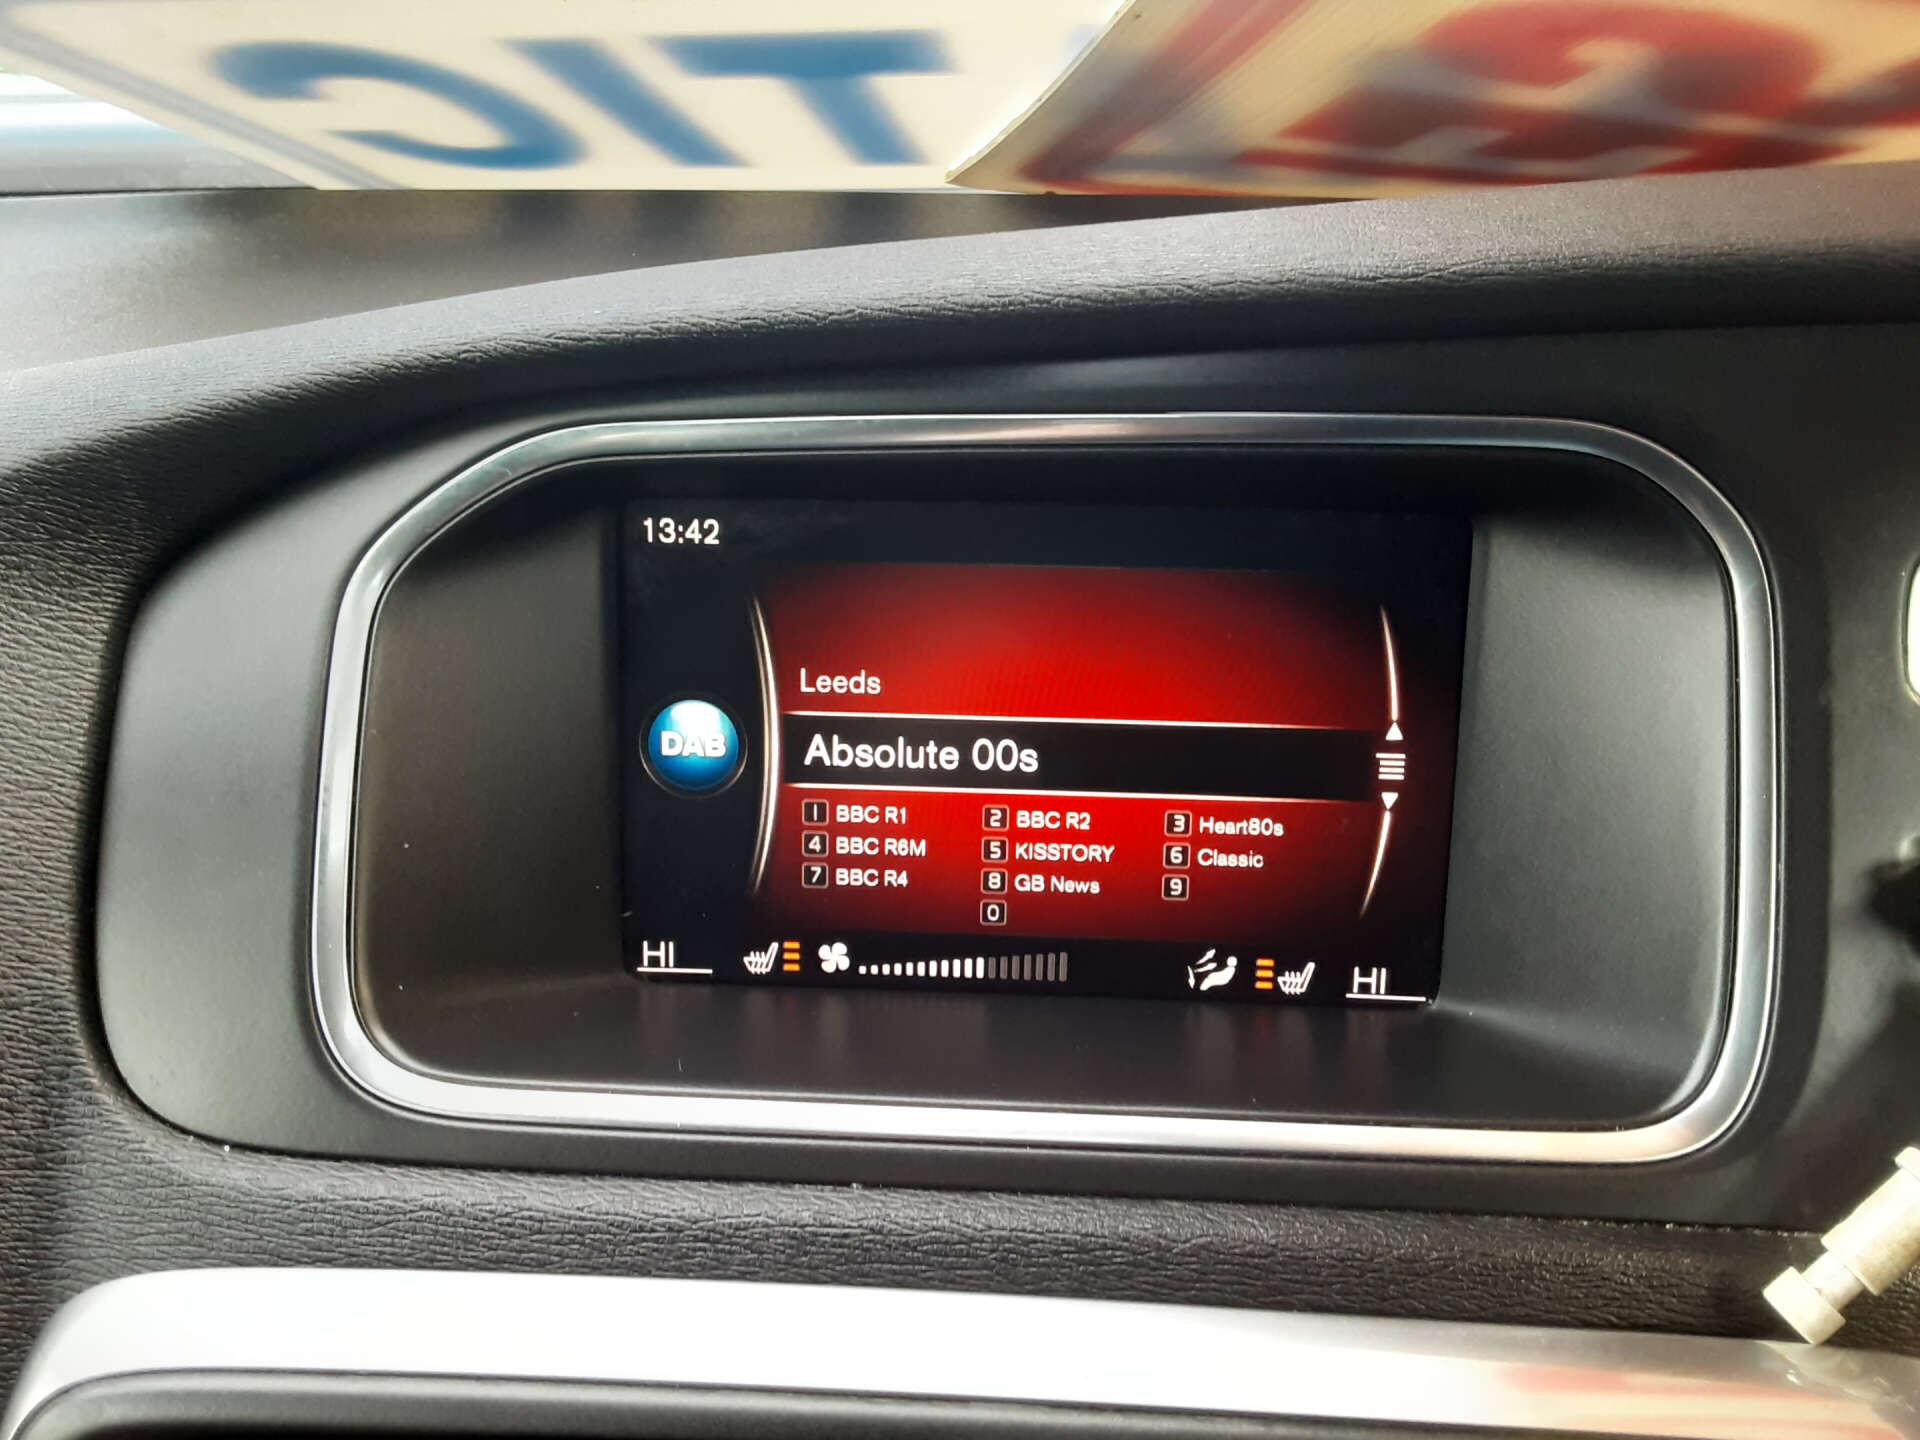 13:42
Leeds
DAB
Absolute 00s
1 BBC R1 2 BBC R2 3 Heart80s
4 BBC R6M 5 KISSTORY 6 Classic
7 BBC R4 8 GB News 9
0
HI HI